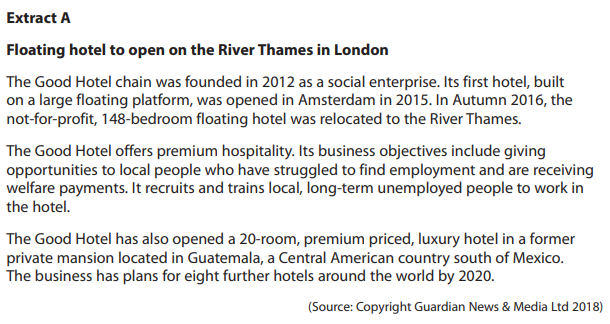 Extract A
Floating hotel to open on the River Thames in London
The Good Hotel chain was founded in 2012 as a social enterprise. Its first hotel, built
on a large floating platform, was opened in Amsterdam in 2015. In Autumn 2016, the
not-for-profit, 148-bedroom floating hotel was relocated to the River Thames.
The Good Hotel offers premium hospitality. Its business objectives include giving
opportunities to local people who have struggled to find employment and are receiving
welfare payments. It recruits and trains local, long-term unemployed people to work in
the hotel.
The Good Hotel has also opened a 20-room, premium priced, luxury hotel in a former
private mansion located in Guatemala, a Central American country south of Mexico.
The business has plans for eight further hotels around the world by 2020.
(Source: Copyright Guardian News & Media Ltd 2018)